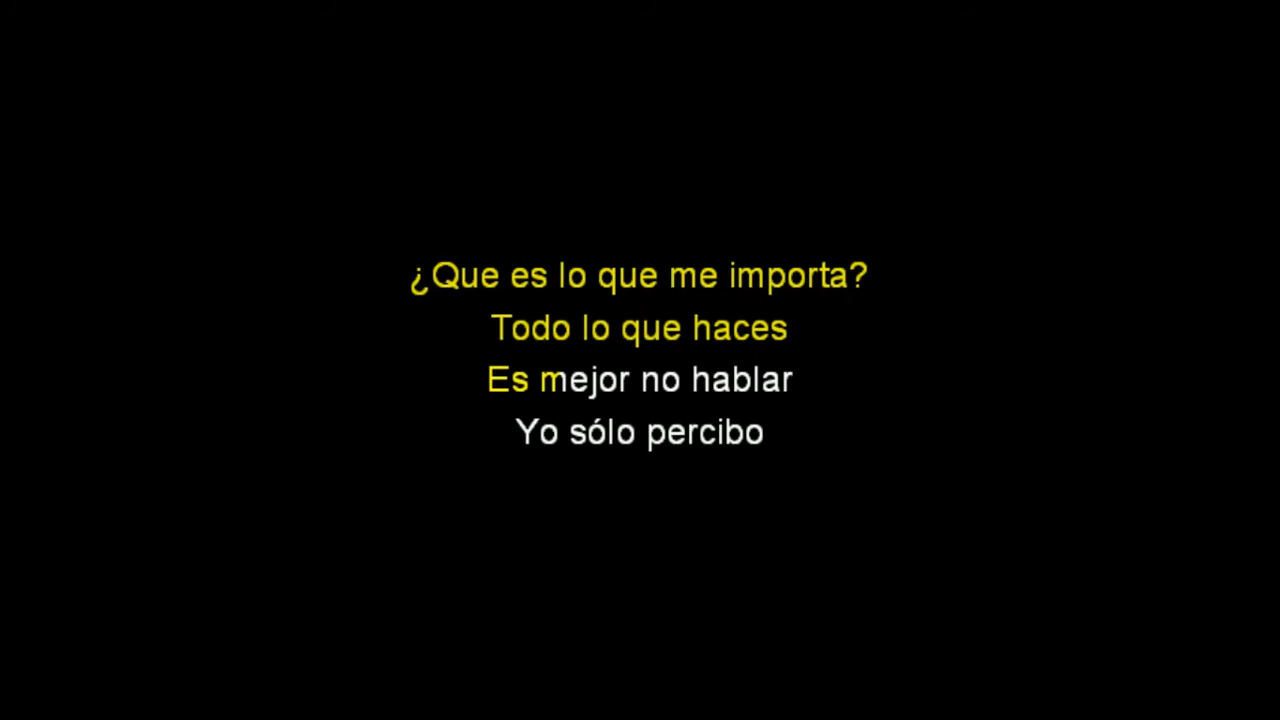 ¿Que es lo que me importa?
Todo lo que haces
Es mejor no hablar
Yo sólo percibo